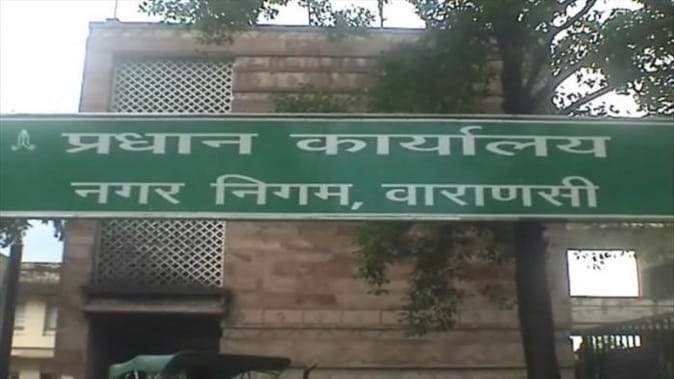 प्रधान कार्यालय
नगर निगम, वाराणसी